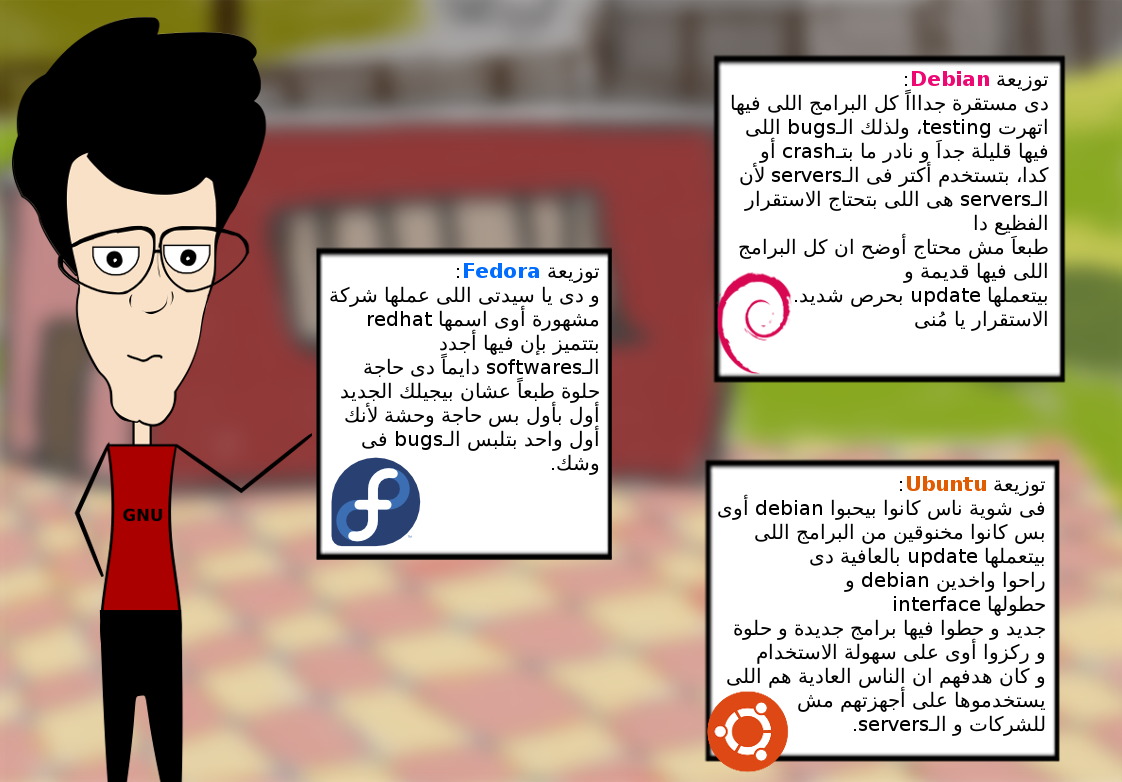 توزيعة Debian:
دى مستقرة جداااً كل البرامج اللى فيها
اتهرت testing، ولذلك الـbugs اللى
فيها قليلة جداً و نادر ما بتـcrash أو
كدا، بتستخدم أكتر فى الـservers لأن
الـservers هى اللى بتحتاج الاستقرار
الفظيع دا
طبعاً مش محتاج أوضح ان كل البرامج
اللى فيها قديمة و
بيتعملها update بحرص شديد.
الاستقرار يا مُنى
توزيعة Fedora:
و دى يا سيدتى اللى عملها شركة
مشهورة أوى اسمها redhat
بتتميز بإن فيها أجدد
الـsoftwares دايماً دى حاجة
حلوة طبعاً عشان بيجيلك الجديد
أول بأول بس حاجة وحشة لأنك
أول واحد بتلبس الـbugs فى
وشك.
توزيعة Ubuntu:
فى شوية ناس كانوا بيحبوا debian أوى
بس كانوا مخنوقين من البرامج اللى
بيتعملها update بالعافية دى
راحوا واخدين debian و
حطولها interface
جديد و حطوا فيها برامج جديدة و حلوة
و ركزوا أوى على سهولة الاستخدام
و كان هدفهم ان الناس العادية هم اللى
يستخدموها على أجهزتهم مش
للشركات و الـservers.
GNU